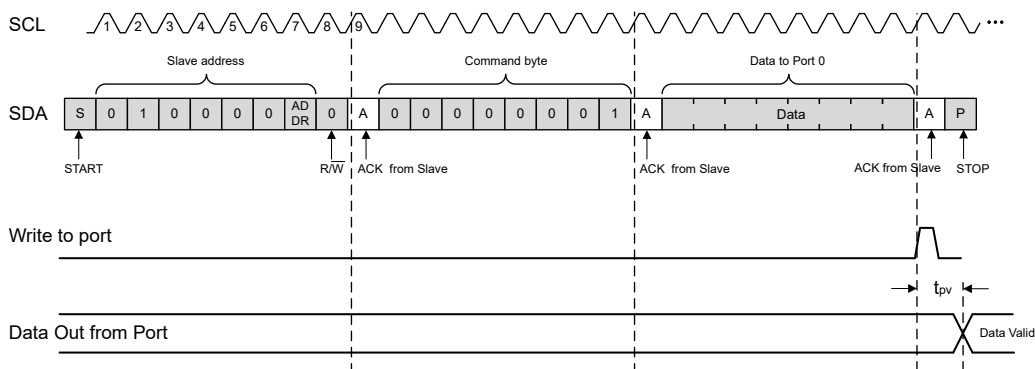 SCL 1 2 3 4 5 6 7 8 9 ...
Slave address Command byte Data to Port 0
SDA S 0 1 0 0 0 0 AD DR 0 A 0 0 0 0 0 0 0 1 A Data A P
START R/W ACK from Slave ACK from Slave ACK from Slave STOP
Write to port
tpv
Data Out from Port Data Valid